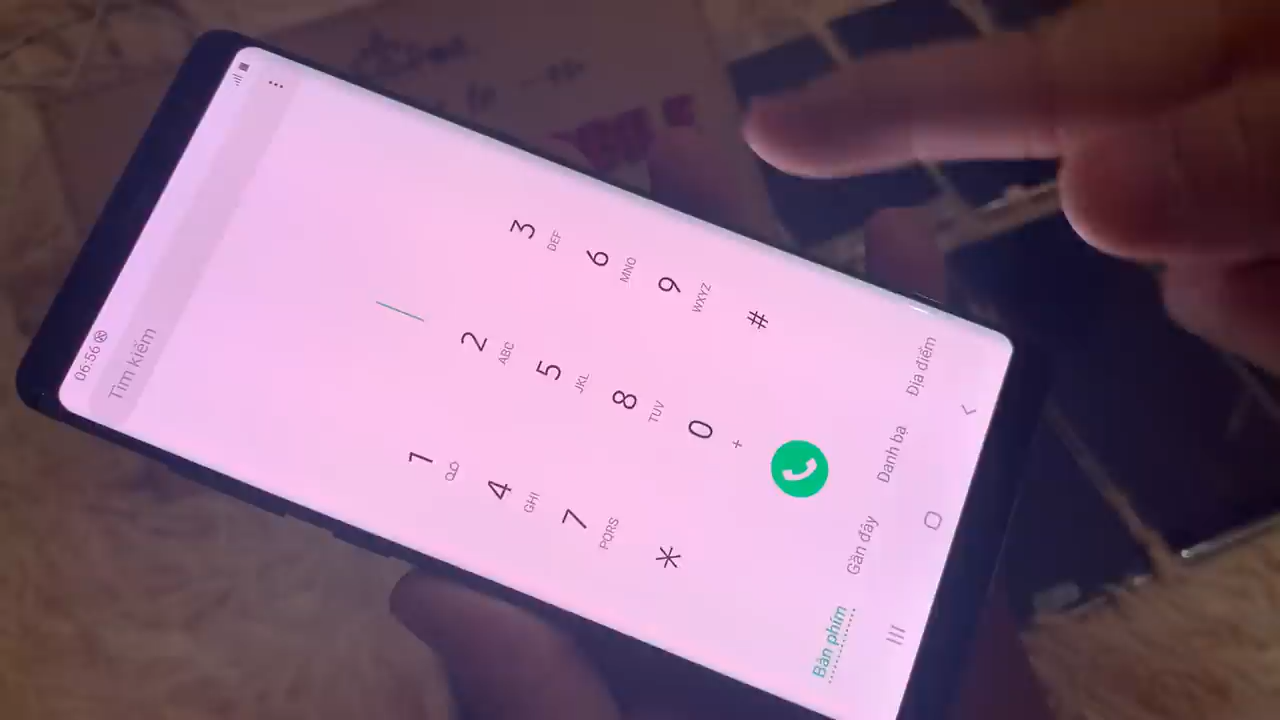 06:56
Tìm kiếm
1
2 ABC
3 DEF
4 GHI
5 JKL
6 MNO
7 PQRS
8 TUV
9 WXYZ
*
0 +
#
Bàn phím Gần đây Danh bạ Địa điểm